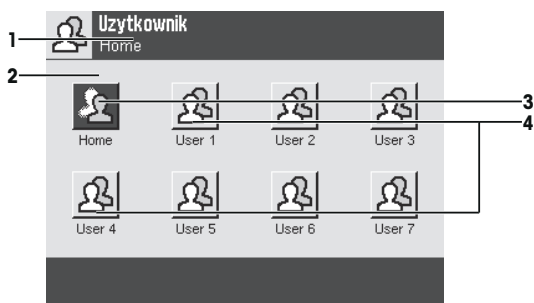 Uzytkownik
1
Home
2
3
4
Home
User 1
User 2
User 3
User 4
User 5
User 6
User 7